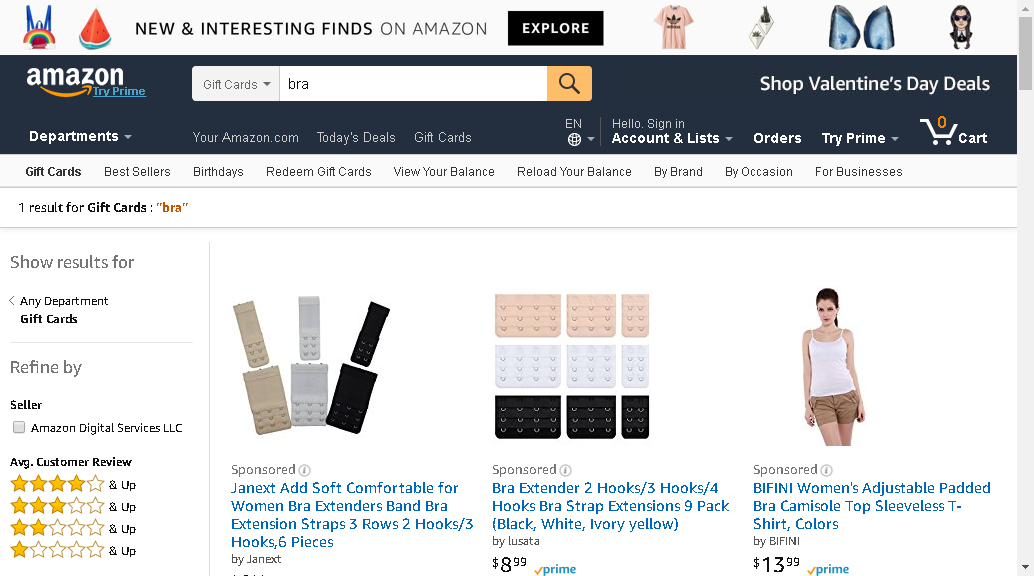 NEW & INTERESTING FINDS ON AMAZON EXPLORE
amazon
Try Prime
Gift Cards
bra
Shop Valentine's Day Deals
Departments
Your Amazon.com
Today's Deals
Gift Cards
EN
Hello. Sign in
Account & Lists
Orders
Try Prime
0
Cart
Gift Cards Best Sellers Birthdays Redeem Gift Cards View Your Balance Reload Your Balance By Brand By Occasion For Businesses
1 result for Gift Cards : "bra"
Show results for
Any Department
Gift Cards
Refine by
Seller
Amazon Digital Services LLC
Avg. Customer Review
& Up
& Up
& Up
& Up
Sponsored
Janext Add Soft Comfortable for
Women Bra Extenders Band Bra
Extension Straps 3 Rows 2 Hooks/3
Hooks,6 Pieces
by Janext
Sponsored
Bra Extender 2 Hooks/3 Hooks/4
Hooks Bra Strap Extensions 9 Pack
(Black, White, Ivory yellow)
by lusata
$8.99 prime
Sponsored
BIFINI Women's Adjustable Padded
Bra Camisole Top Sleeveless T-
Shirt, Colors
by BIFINI
$13.99 prime